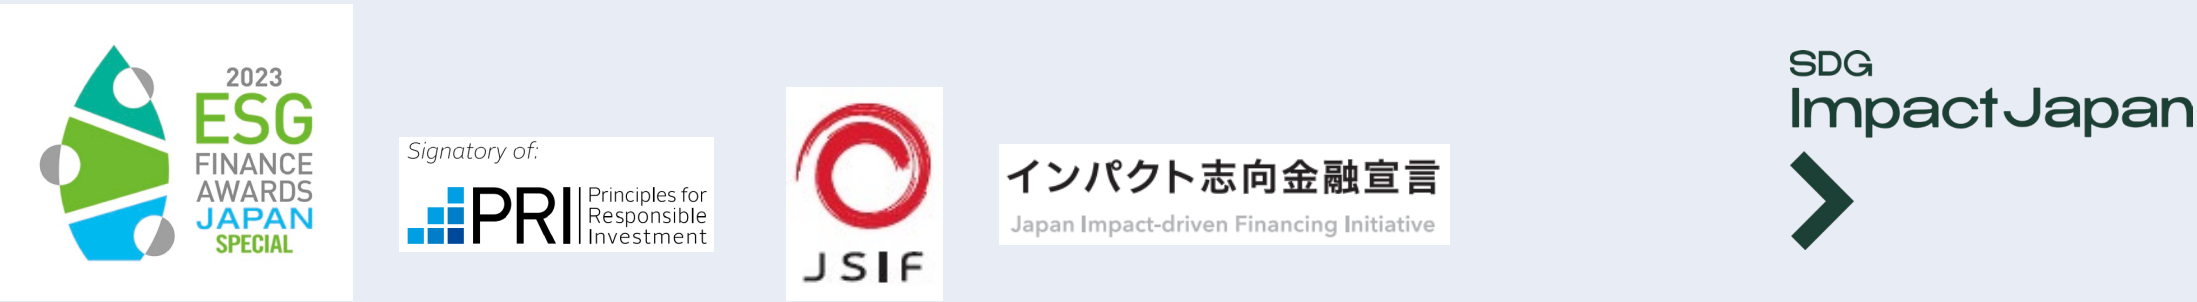 2023
ESG
FINANCE
AWARDS
JAPAN
SPECIAL
Signatory of:
PRI
Principles for
Responsible
Investment
JSIF
インパクト志向金融宣言
Japan Impact-driven Financing Initiative
SDG
Impact Japan